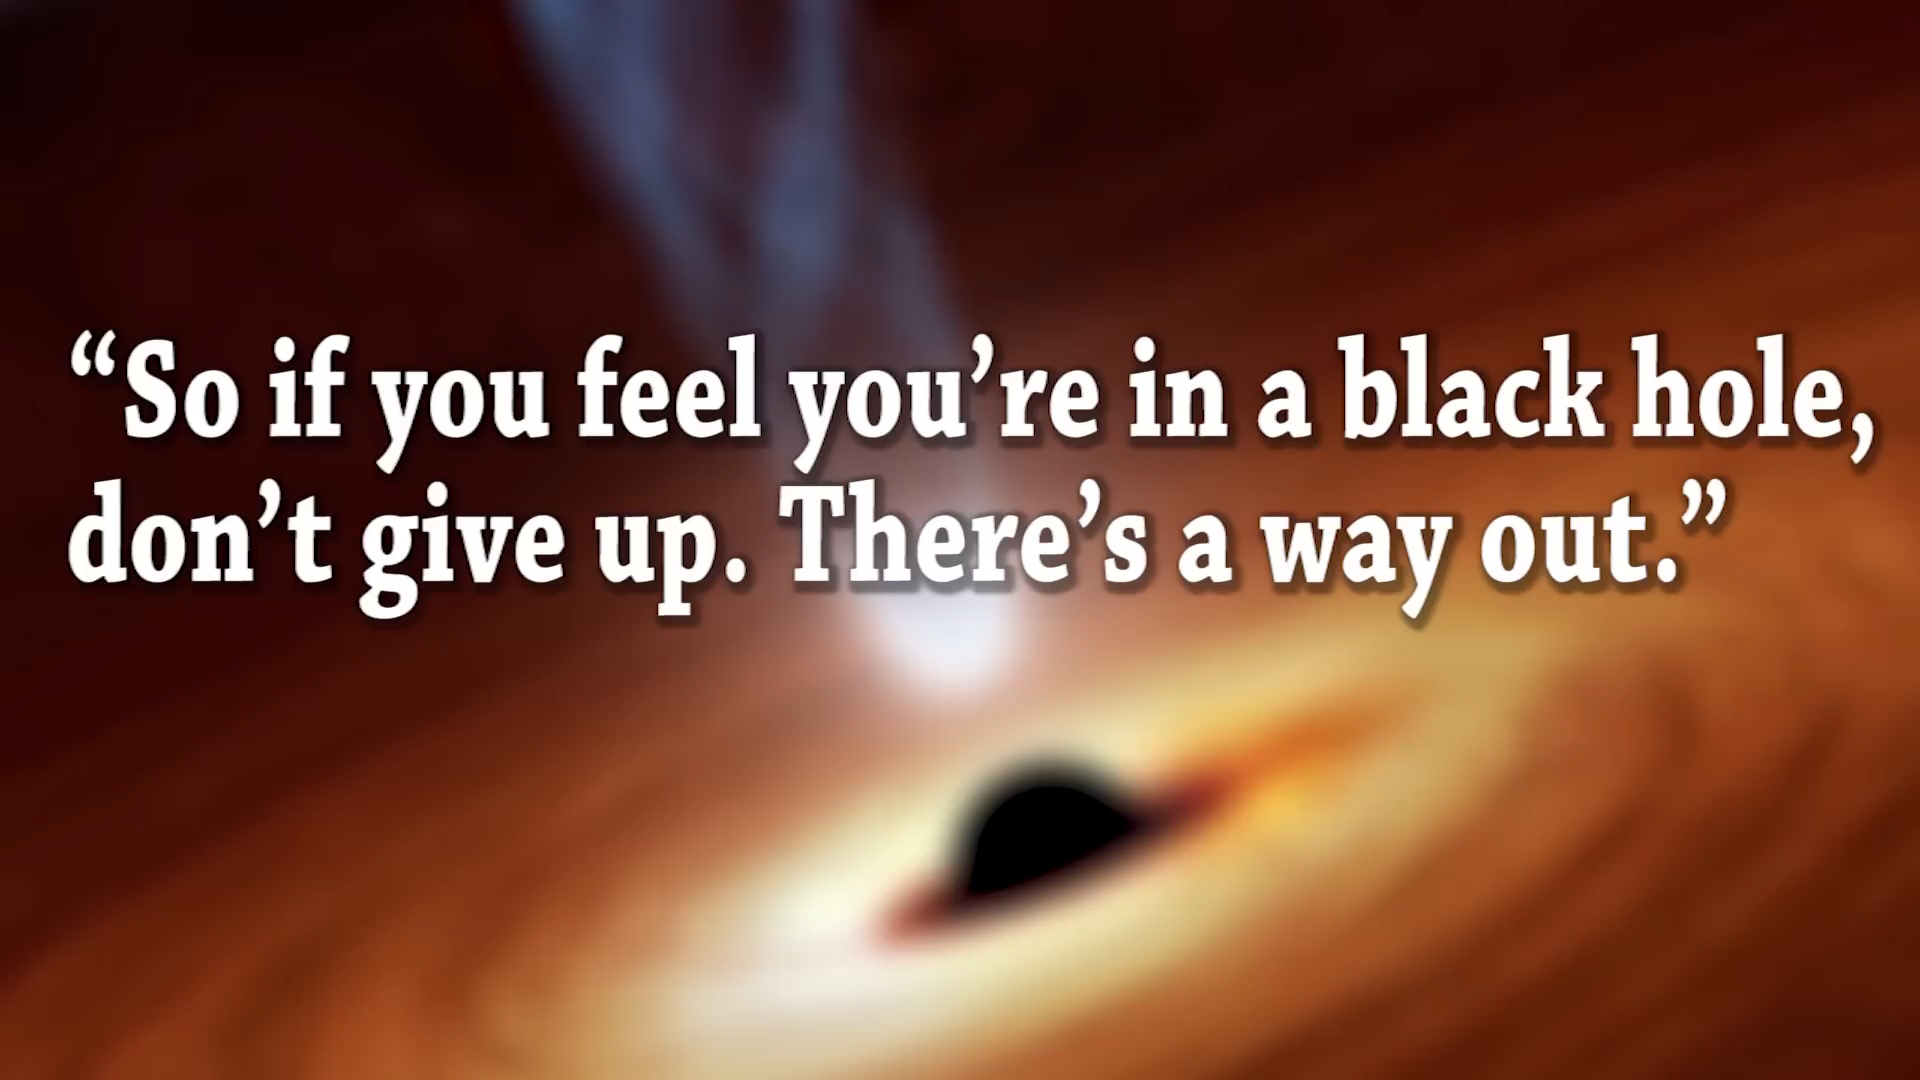 “So if you feel you’re in a black hole,
don’t give up. There’s a way out.”